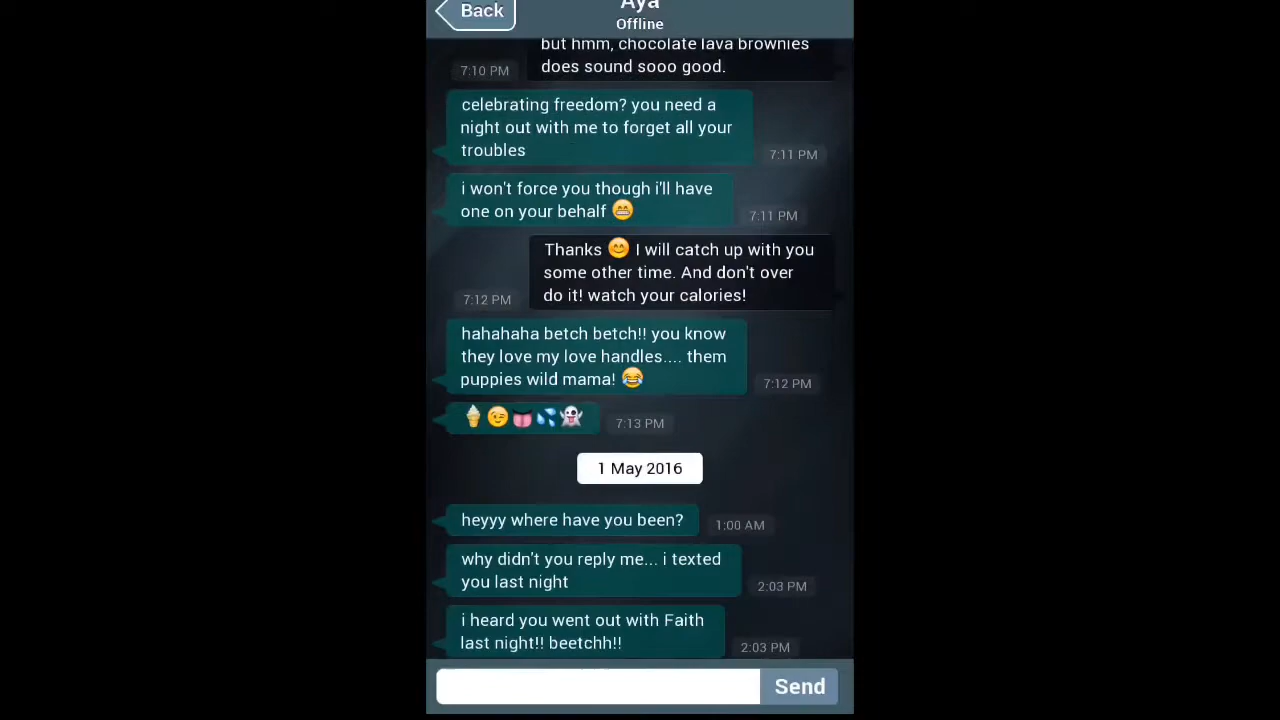 Back
Aya
Offline
but hmm, chocolate lava brownies
does sound sooo good.
7:10 PM
celebrating freedom? you need a
night out with me to forget all your
troubles
7:11 PM
i won't force you though i'll have
one on your behalf 😁
7:11 PM
Thanks 😊 I will catch up with you
some other time. And don't over
do it! watch your calories!
7:12 PM
hahahaha betch betch!! you know
they love my love handles.... them
puppies wild mama! 😂
7:12 PM
🍦😉👅💦👻
7:13 PM
1 May 2016
heyyy where have you been?
1:00 AM
why didn't you reply me... i texted
you last night
2:03 PM
i heard you went out with Faith
last night!! beetchh!!
2:03 PM
Send